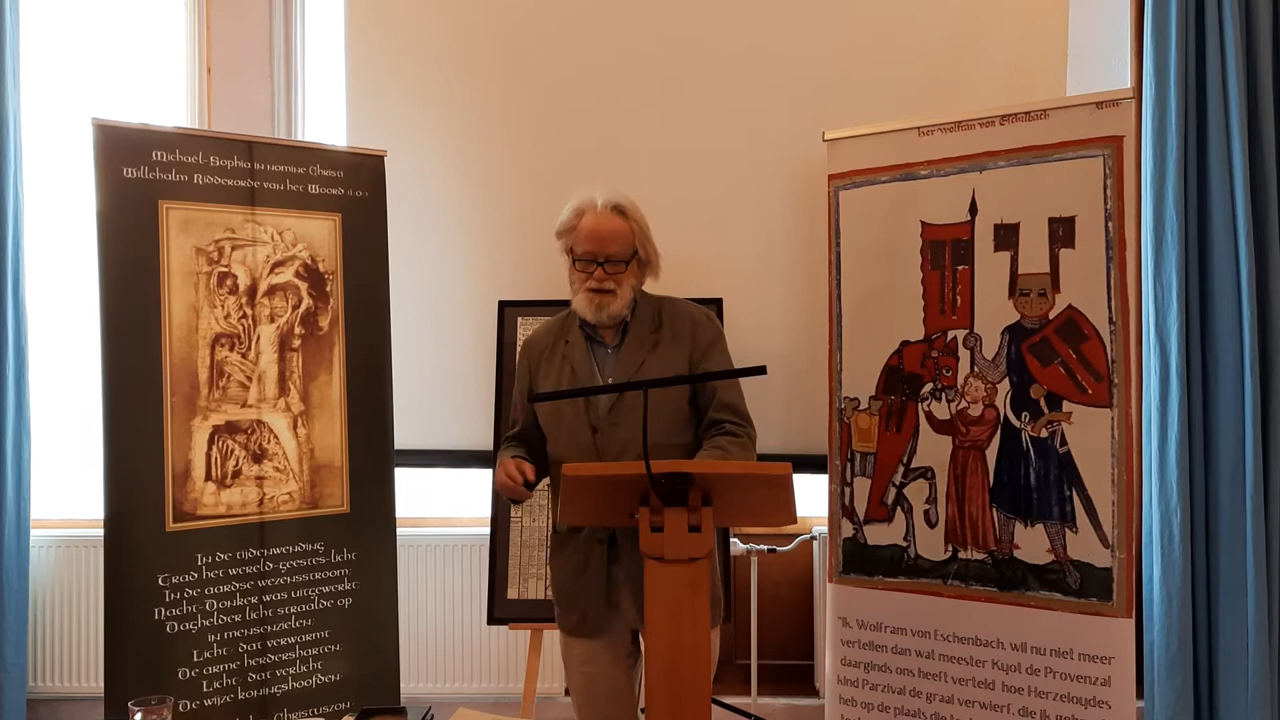 Michael-Sophia in nomine Christi
Willehalm Ridderorde van het Woord
In de tijdenwending
Trad het wereld-geestes-licht
In de aardse wezensstroom;
Nacht-Donker was uitgewerkt;
Daghelder licht straalde op
in mensenzielen;
Licht, dat verwarmt
De arme herdersharten;
Licht, dat verlicht
De wijze koningshoofden.
Christuszon,
her wolfran von Eschilbach
"Ik, Wolfram von Eschenbach, wil nu niet meer
vertellen dan wat meester Kyot de Provenzal
daarginds ons heeft verteld hoe Herzeloydes
kind Parzival de graal verwierf, die ik
heb op de plaats die